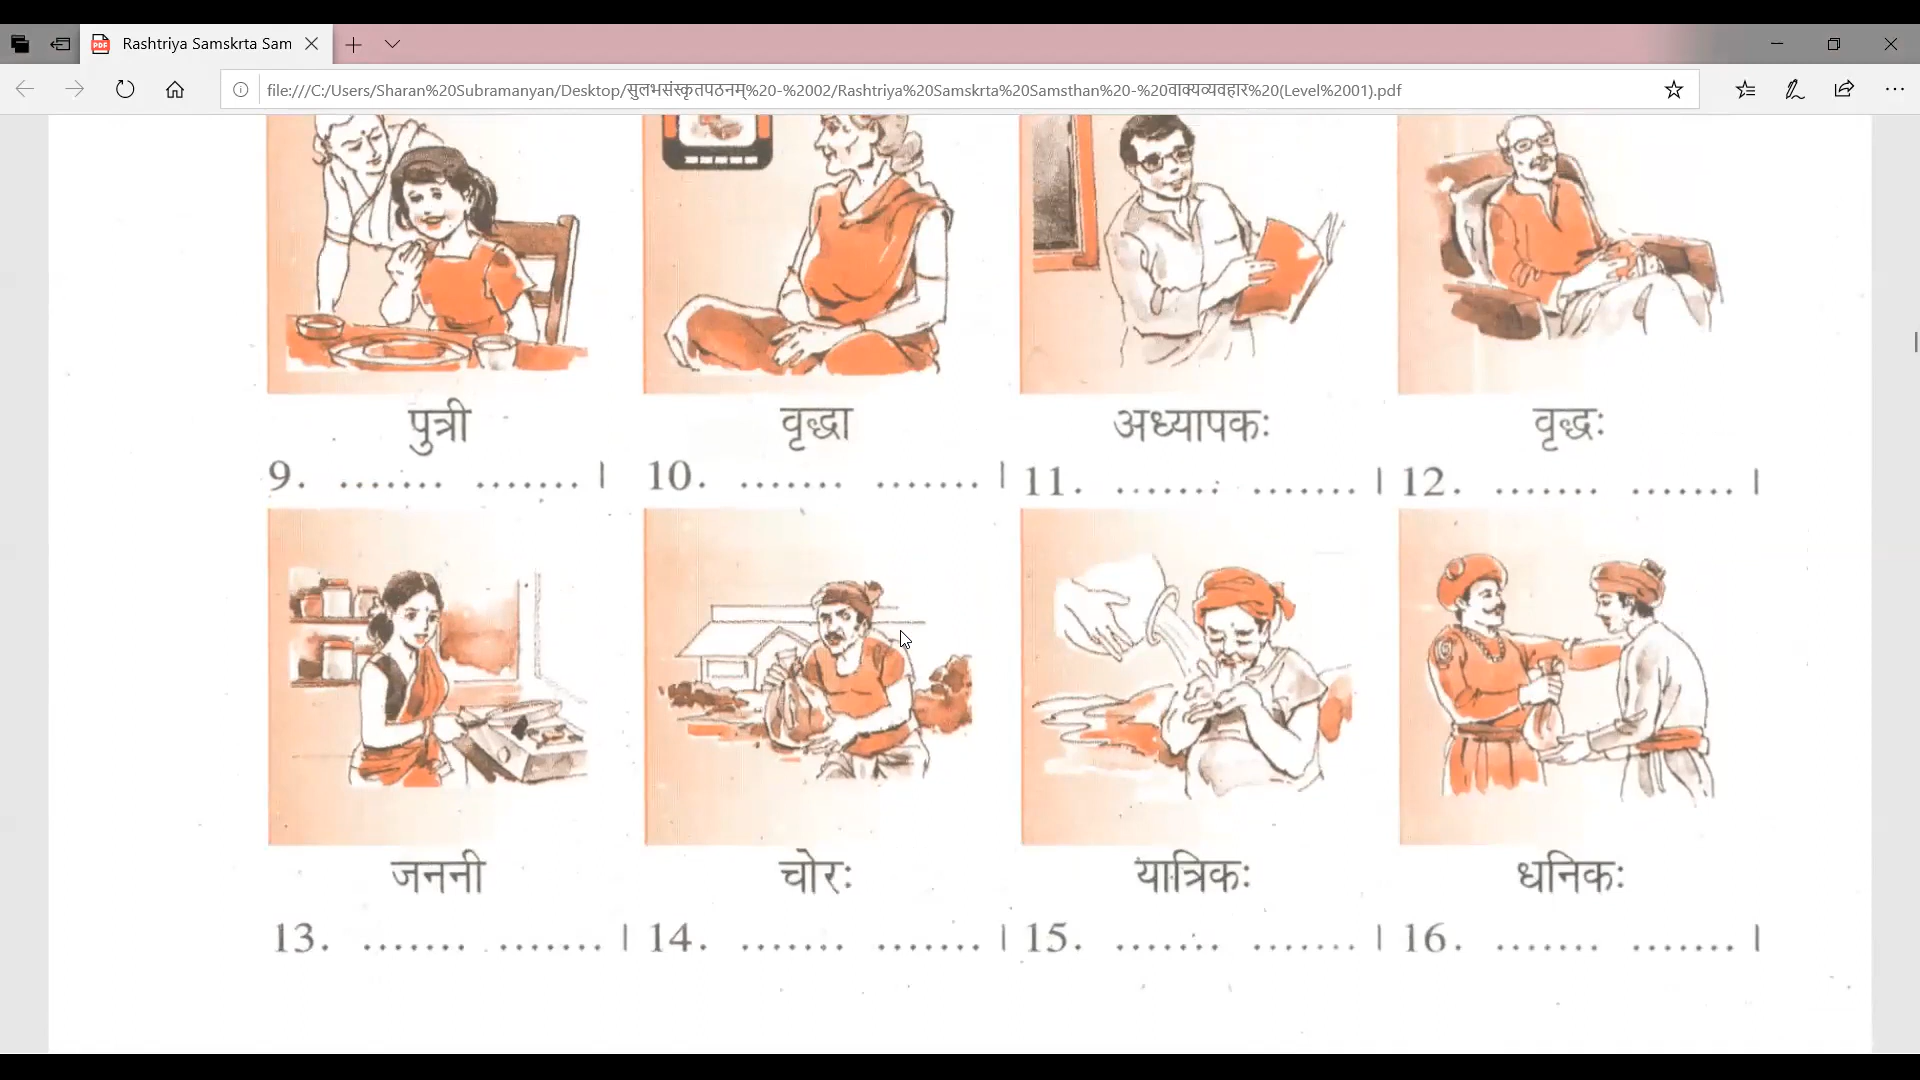 Rashtriya Samskrta Sam
file:///C:/Users/Sharan%20Subramanyan/Desktop/सुलभसंस्कृतपठनम्%20-%2002/Rashtriya%20Samskrta%20Samsthan%20-%20वाक्यव्यवहार%20(Level%2001).pdf
पुत्री वृद्धा अध्यापकः वृद्धः
9. ....... ....... । 10. ....... ....... । 11. ....... ....... । 12. ....... ....... ।
जननी चोरः यात्रिकः धनिकः
13. ....... ....... । 14. ....... ....... । 15. ....... ....... । 16. ....... ....... ।